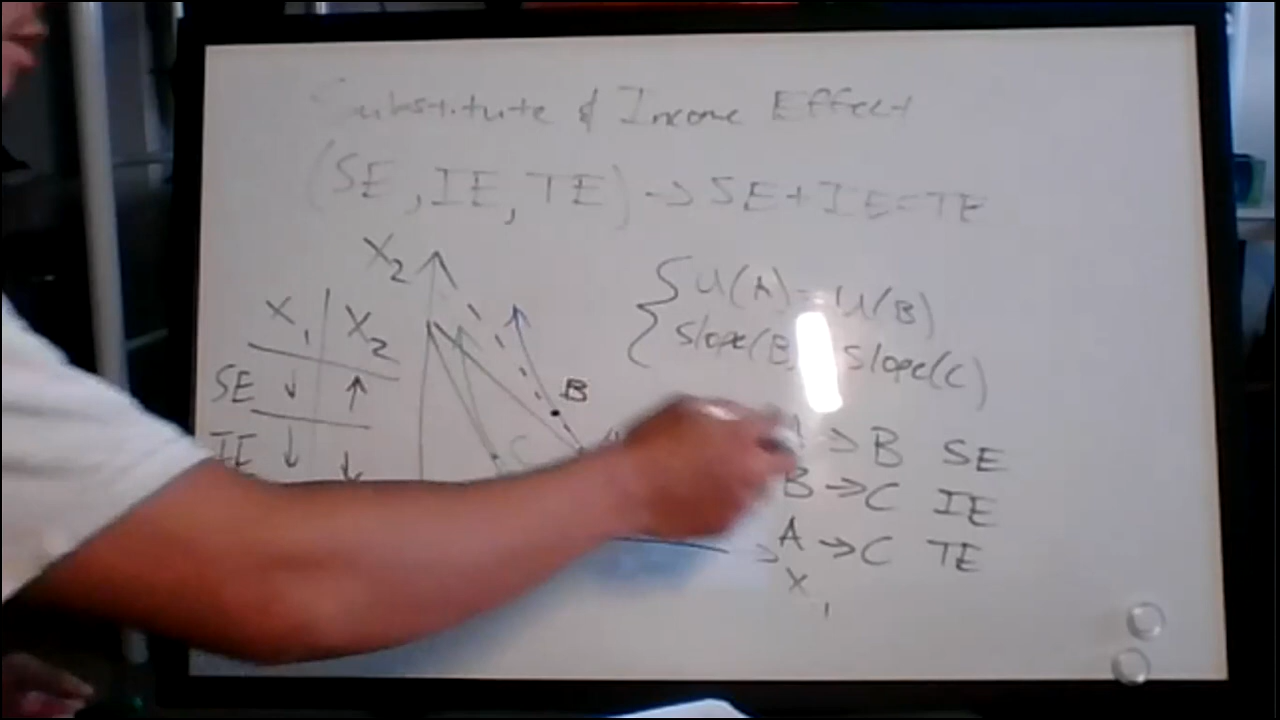 Substitute & Income Effect
(SE, IE, TE) -> SE+IE=TE
X2
{ U(A) = U(B)
slope(B) slope(C)
X1 X2
SE ↓ ↑
IE ↓ ↓
B
C
A -> B SE
B -> C IE
A -> C TE
X1